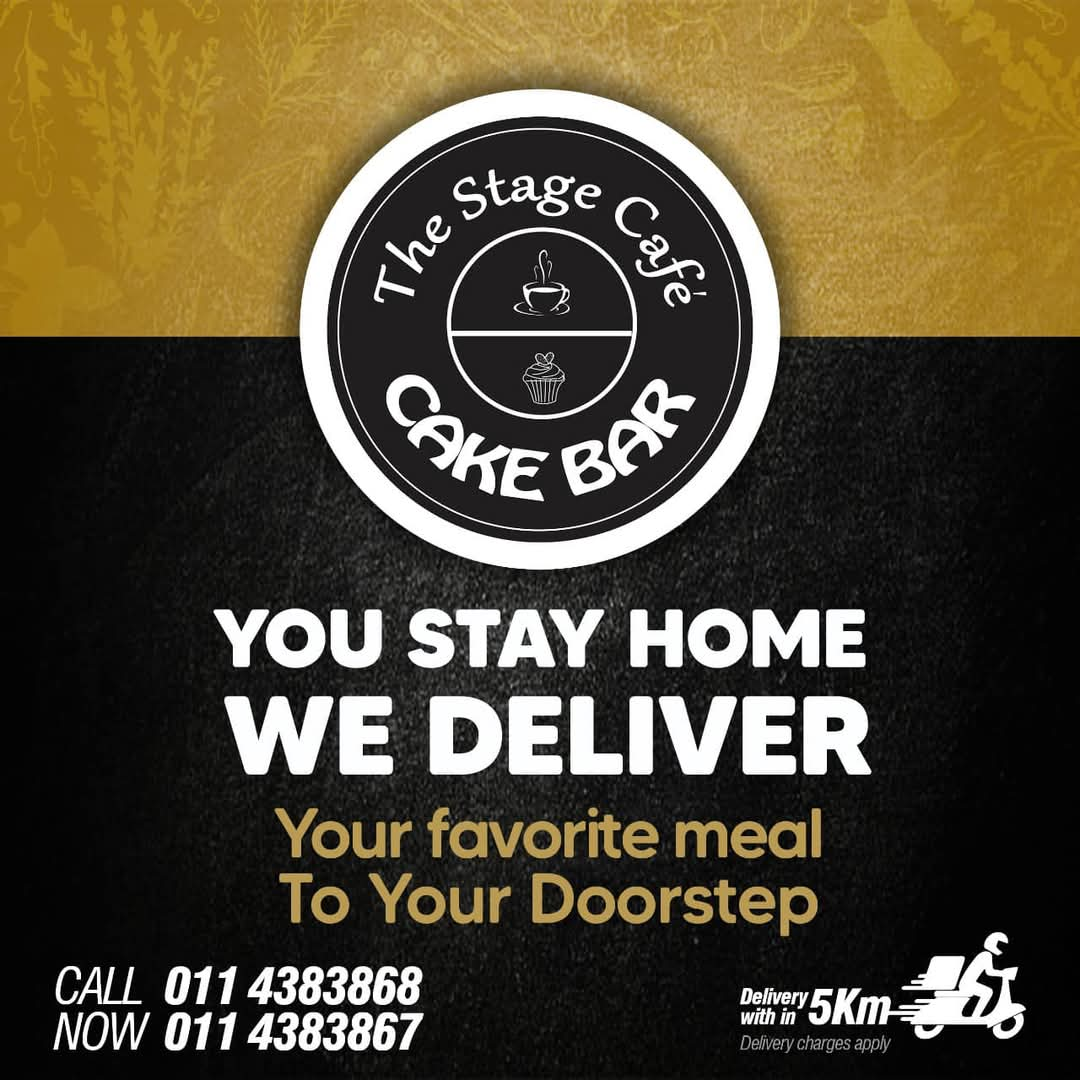 The Stage Café
CAKE BAR
YOU STAY HOME
WE DELIVER
Your favorite meal
To Your Doorstep
CALL 011 4383868
NOW 011 4383867
Delivery
with in 5Km
Delivery charges apply